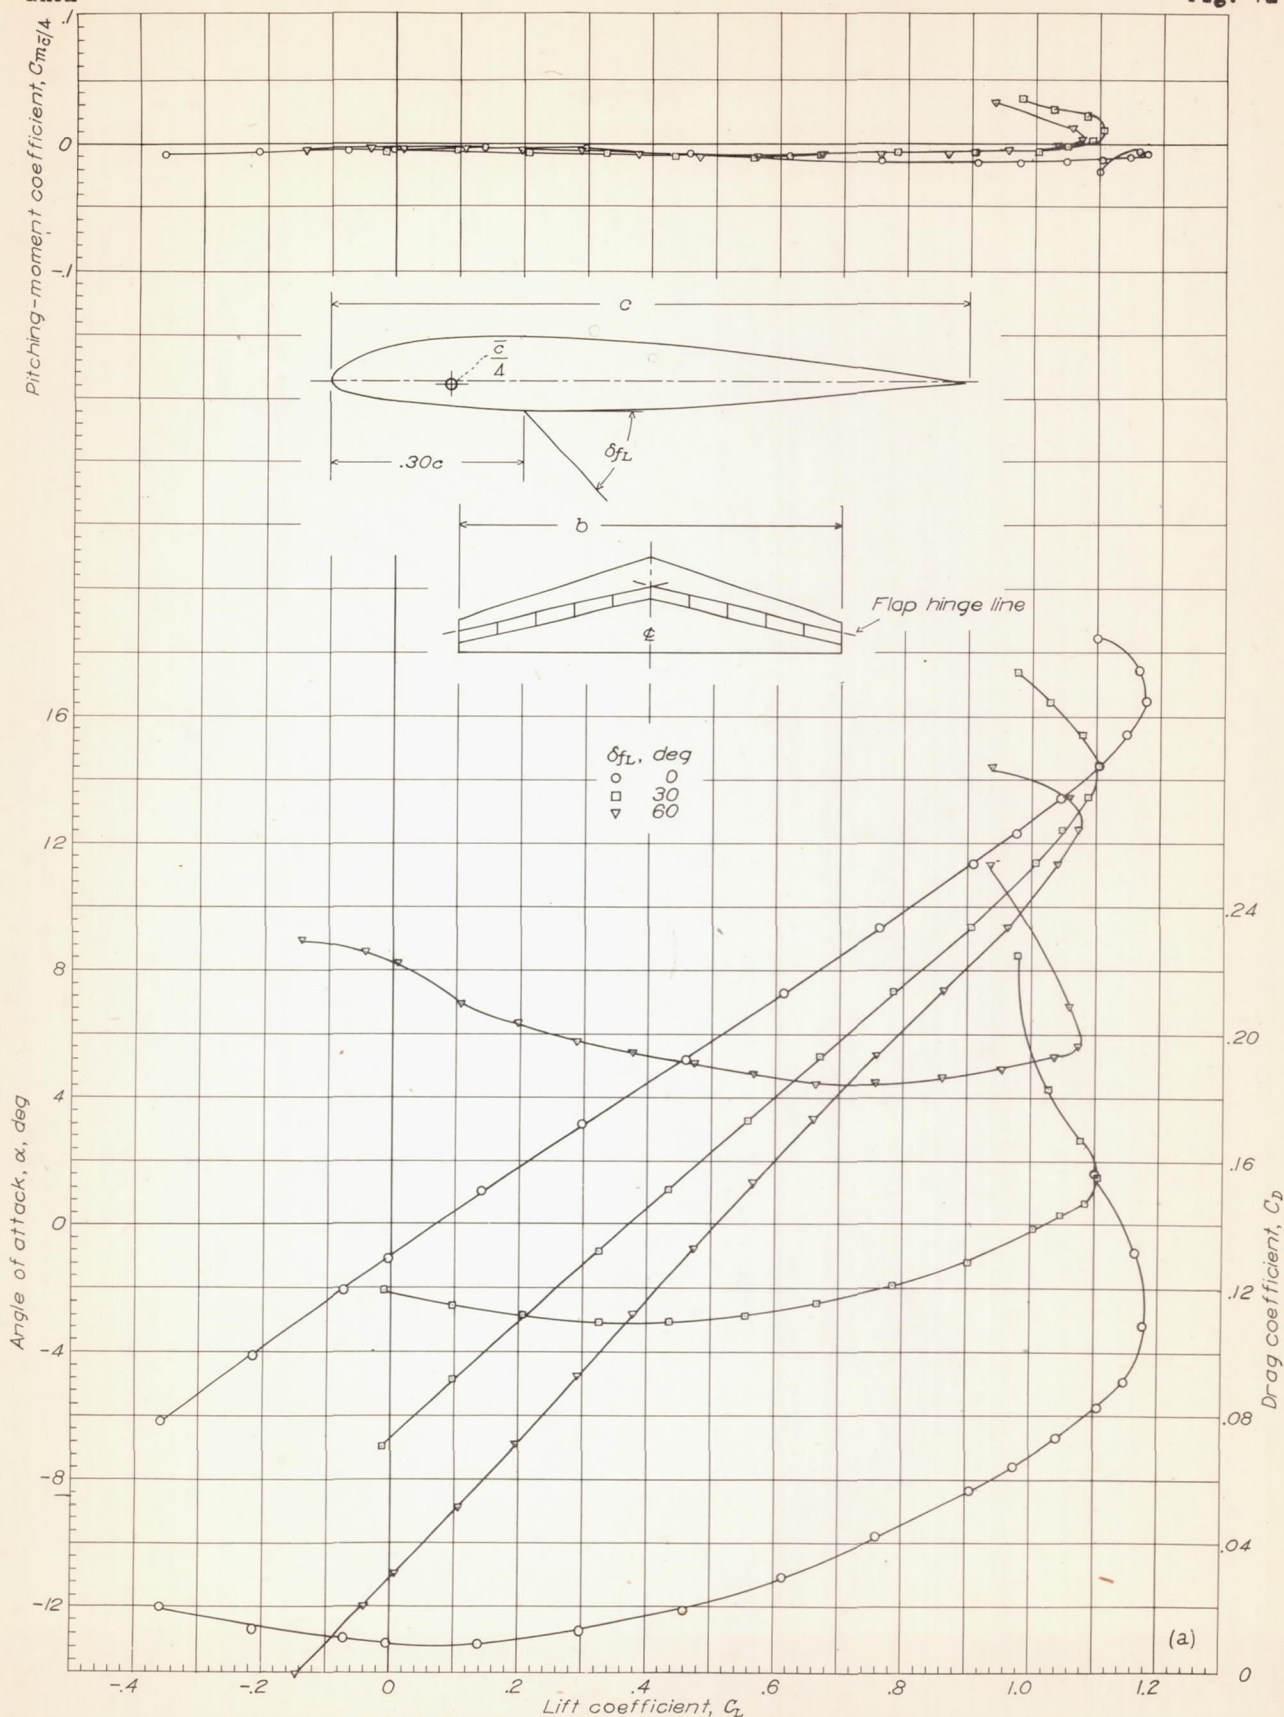 .1
0
-.1
Pitching-moment coefficient, Cmc̄/4
c
c̄
4
.30c
δfL
b
Flap hinge line
℄
δfL, deg
0
30
60
16
12
8
4
0
-4
-8
-12
Angle of attack, α, deg
.24
.20
.16
.12
.08
.04
0
Drag coefficient, CD
(a)
-.4
-.2
0
.2
.4
.6
.8
1.0
1.2
Lift coefficient, CL